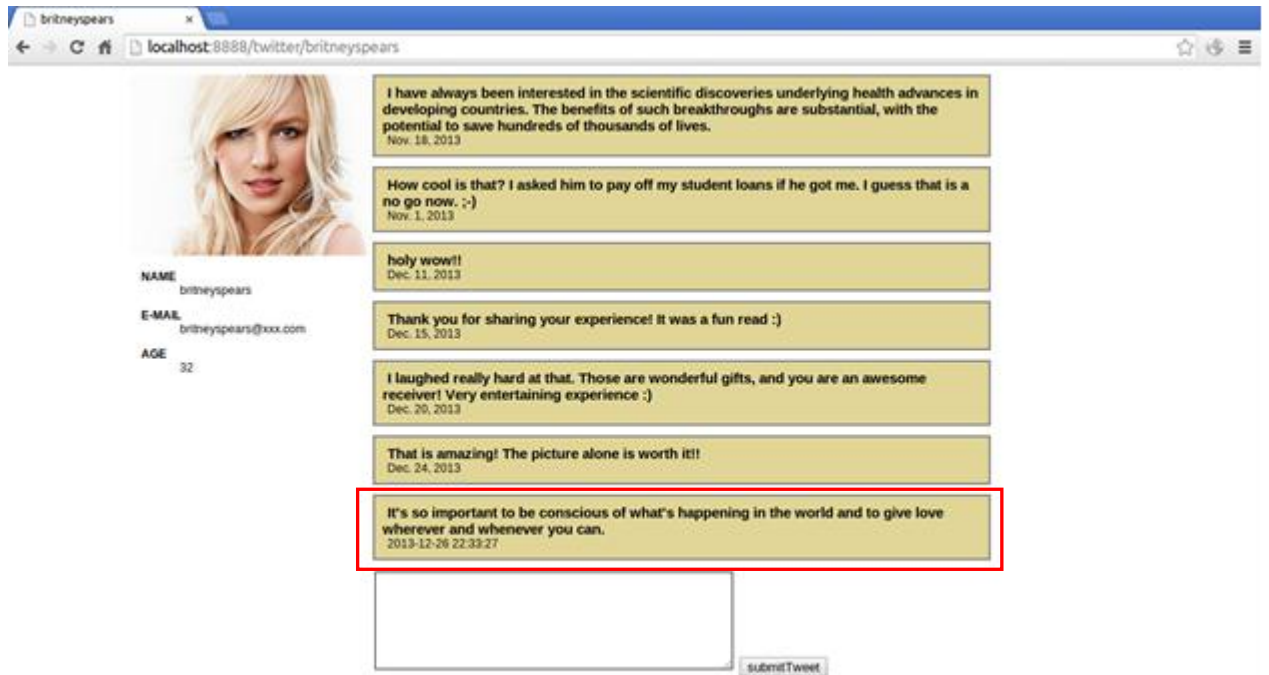 britneyspears
localhost:8888/twitter/britneyspears
I have always been interested in the scientific discoveries underlying health advances in
developing countries. The benefits of such breakthroughs are substantial, with the
potential to save hundreds of thousands of lives.
Nov. 18, 2013
How cool is that? I asked him to pay off my student loans if he got me. I guess that is a
no go now. ;-)
Nov. 1, 2013
holy wow!!
Dec. 11, 2013
Thank you for sharing your experience! It was a fun read :)
Dec. 15, 2013
I laughed really hard at that. Those are wonderful gifts, and you are an awesome
receiver! Very entertaining experience :)
Dec. 20, 2013
That is amazing! The picture alone is worth it!!
Dec. 24, 2013
It's so important to be conscious of what's happening in the world and to give love
wherever and whenever you can.
2013-12-26 22:33:27
submitTweet
NAME
britneyspears
E-MAIL
britneyspears@xxx.com
AGE
32